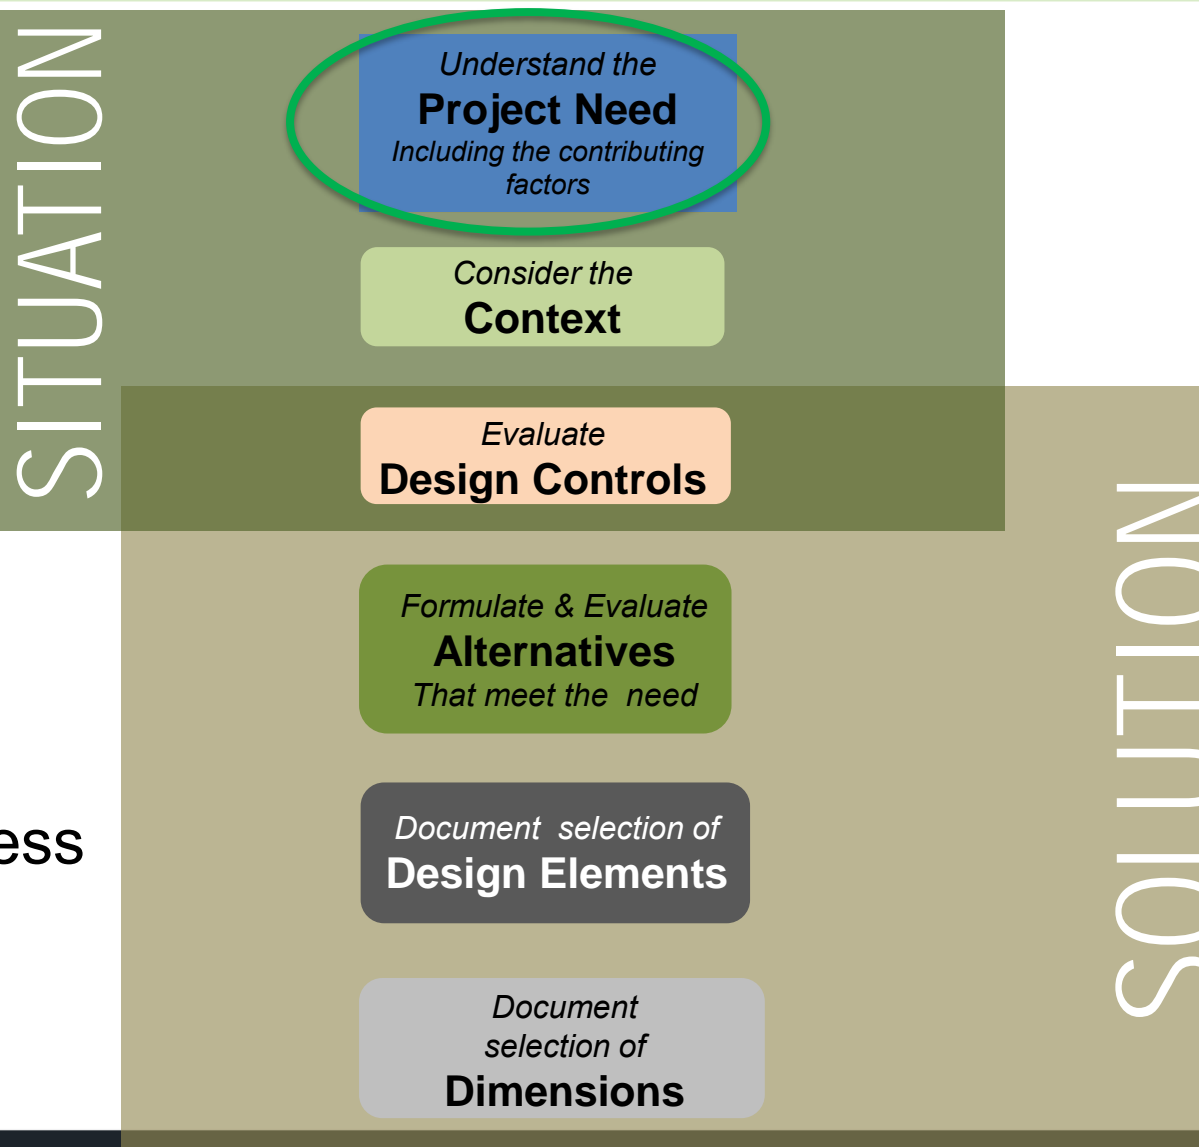 SITUATION
Understand the
Project Need
Including the contributing
factors
Consider the
Context
Evaluate
Design Controls
Formulate & Evaluate
Alternatives
That meet the need
ess
Document selection of
Design Elements
Document
selection of
Dimensions
SOLUTION